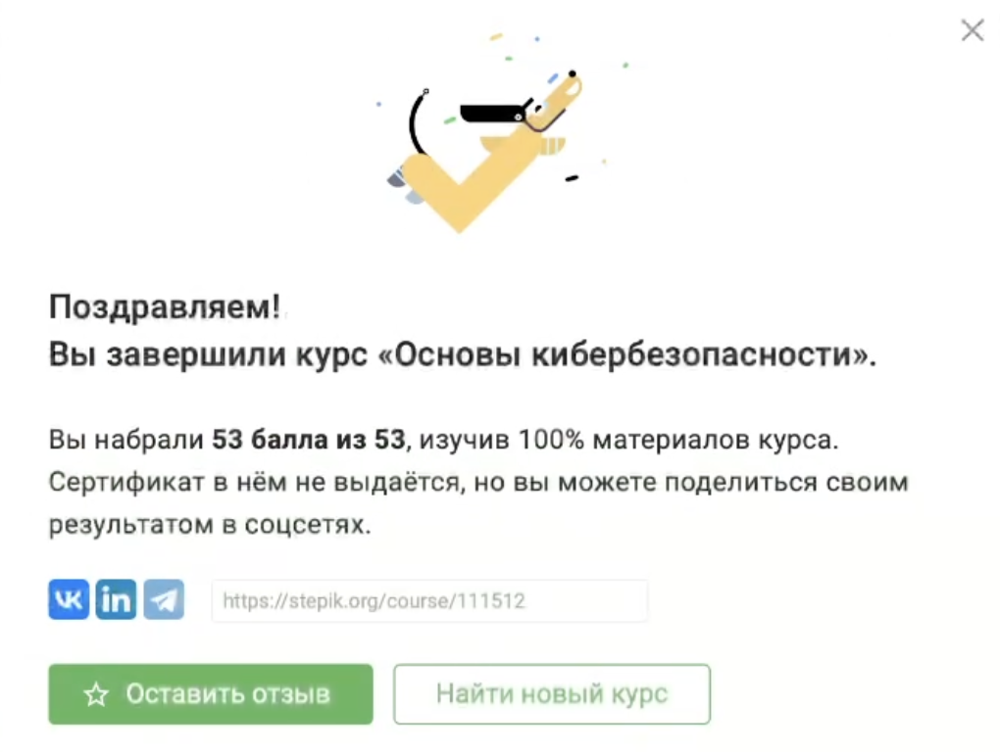 Поздравляем!
Вы завершили курс «Основы кибербезопасности».
Вы набрали 53 балла из 53, изучив 100% материалов курса.
Сертификат в нём не выдаётся, но вы можете поделиться своим
результатом в соцсетях.
https://stepik.org/course/111512
Оставить отзыв
Найти новый курс